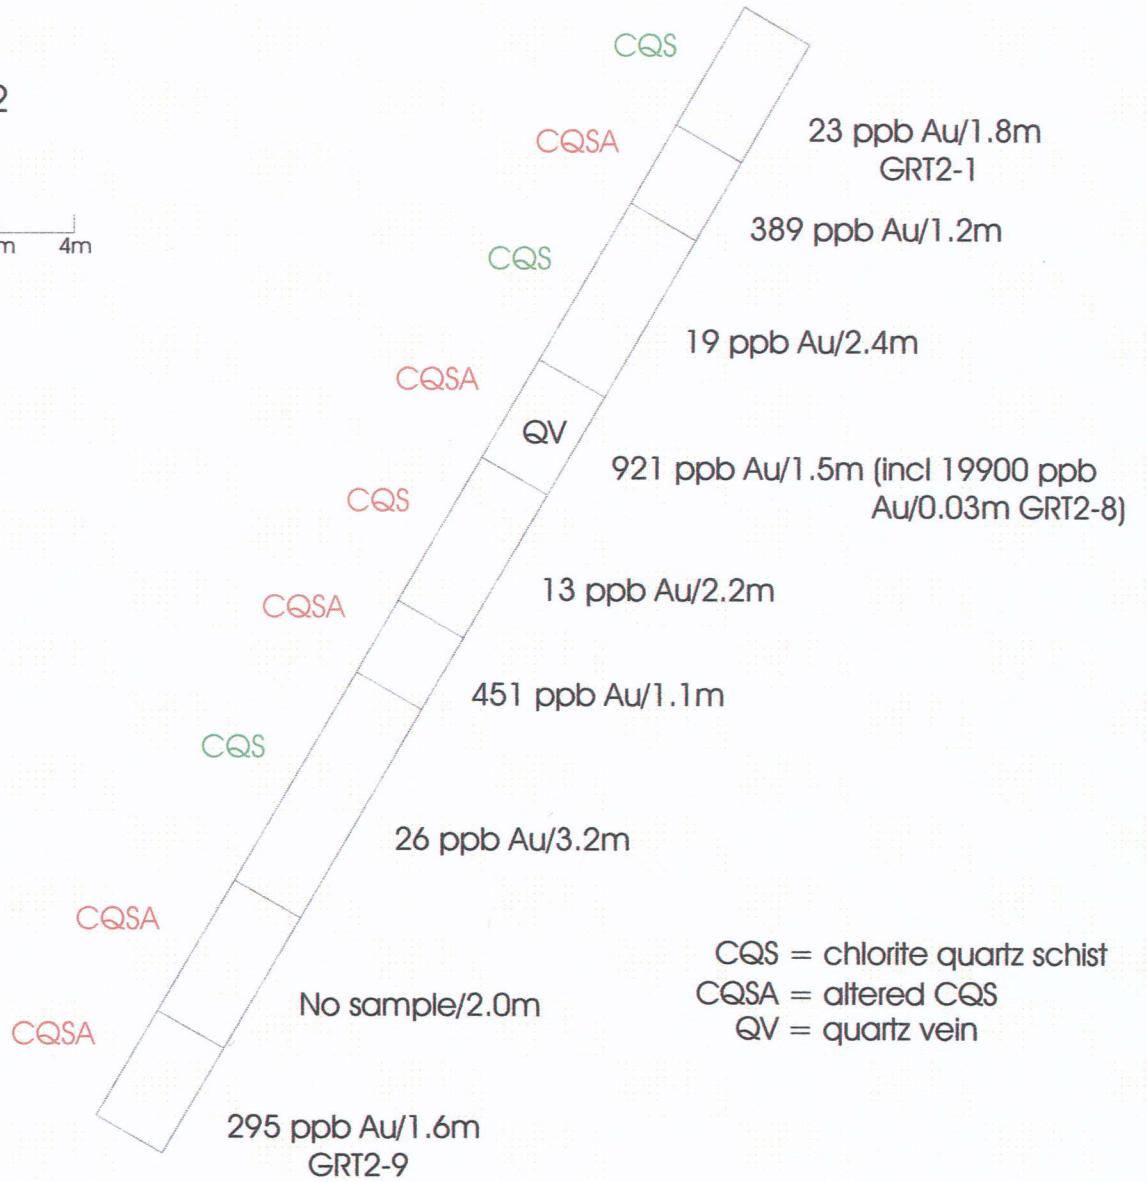 CQS
2
23 ppb Au/1.8m
GRT2-1
CQSA
389 ppb Au/1.2m
4m
CQS
19 ppb Au/2.4m
CQSA
QV
921 ppb Au/1.5m (incl 19900 ppb
Au/0.03m GRT2-8)
CQS
13 ppb Au/2.2m
CQSA
451 ppb Au/1.1m
CQS
26 ppb Au/3.2m
CQSA
No sample/2.0m
CQSA
295 ppb Au/1.6m
GRT2-9
CQS = chlorite quartz schist
CQSA = altered CQS
QV = quartz vein